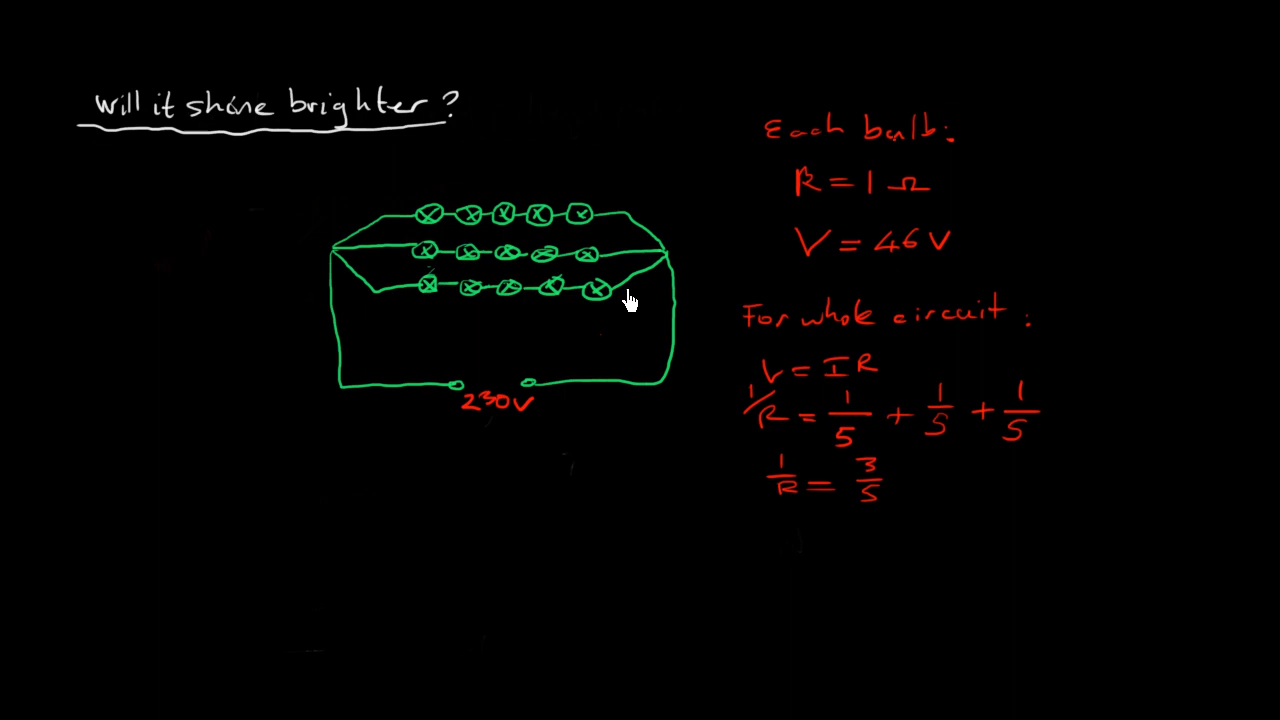 Will it shine brighter?
Each bulb:
R = 1 Ω
V = 46 V
For whole circuit:
V = IR
1/R = 1/5 + 1/5 + 1/5
1/R = 3/5
230V